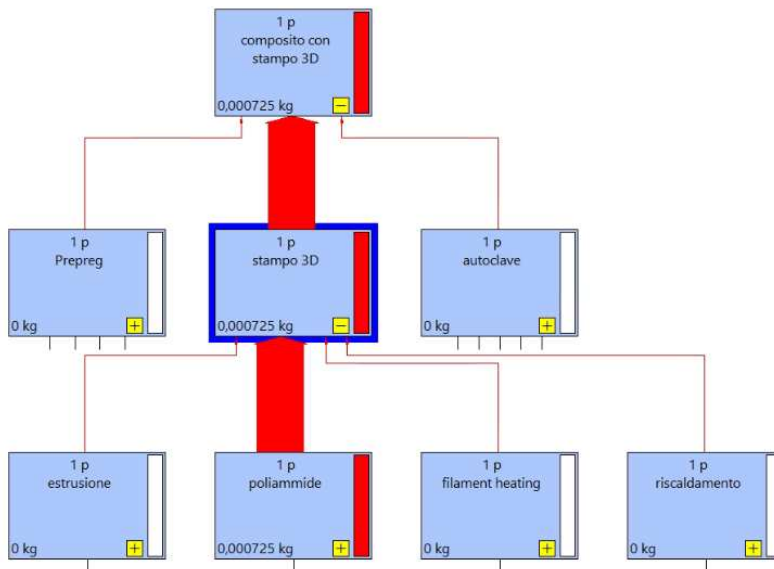 1 p
composito con
stampo 3D
0,000725 kg
−
1 p
Prepreg
0 kg
+
1 p
stampo 3D
0,000725 kg
−
1 p
autoclave
0 kg
+
1 p
estrusione
0 kg
+
1 p
poliammide
0,000725 kg
+
1 p
filament heating
0 kg
+
1 p
riscaldamento
0 kg
+